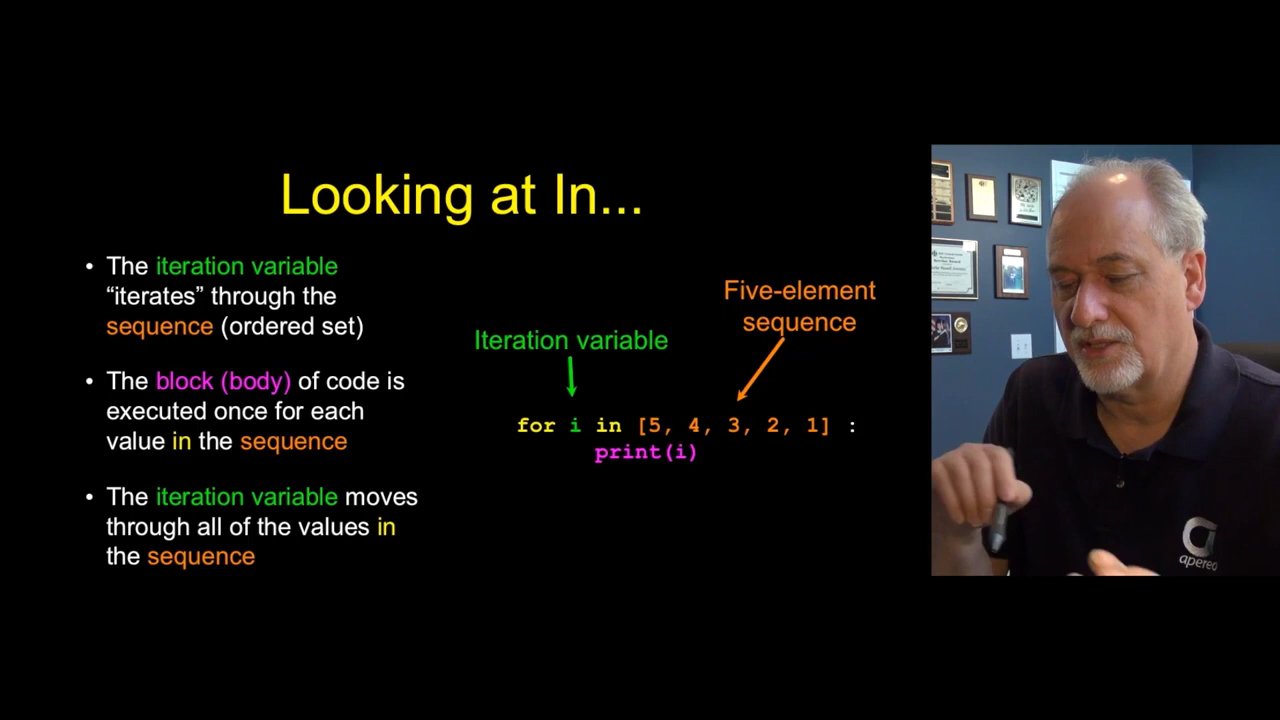 Looking at In...
• The iteration variable
“iterates” through the
sequence (ordered set)
• The block (body) of code is
executed once for each
value in the sequence
• The iteration variable moves
through all of the values in
the sequence
Iteration variable
Five-element
sequence
for i in [5, 4, 3, 2, 1] :
print(i)
apereo